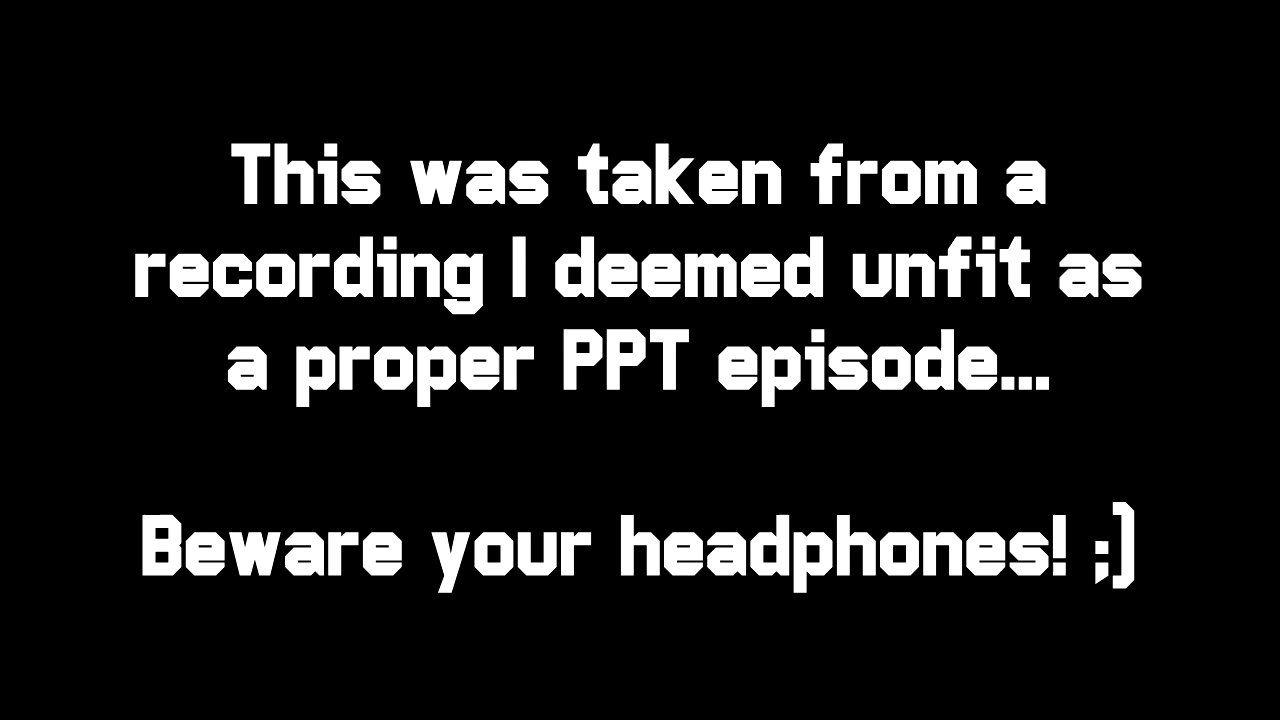 This was taken from a
recording I deemed unfit as
a proper PPT episode...
Beware your headphones! ;)